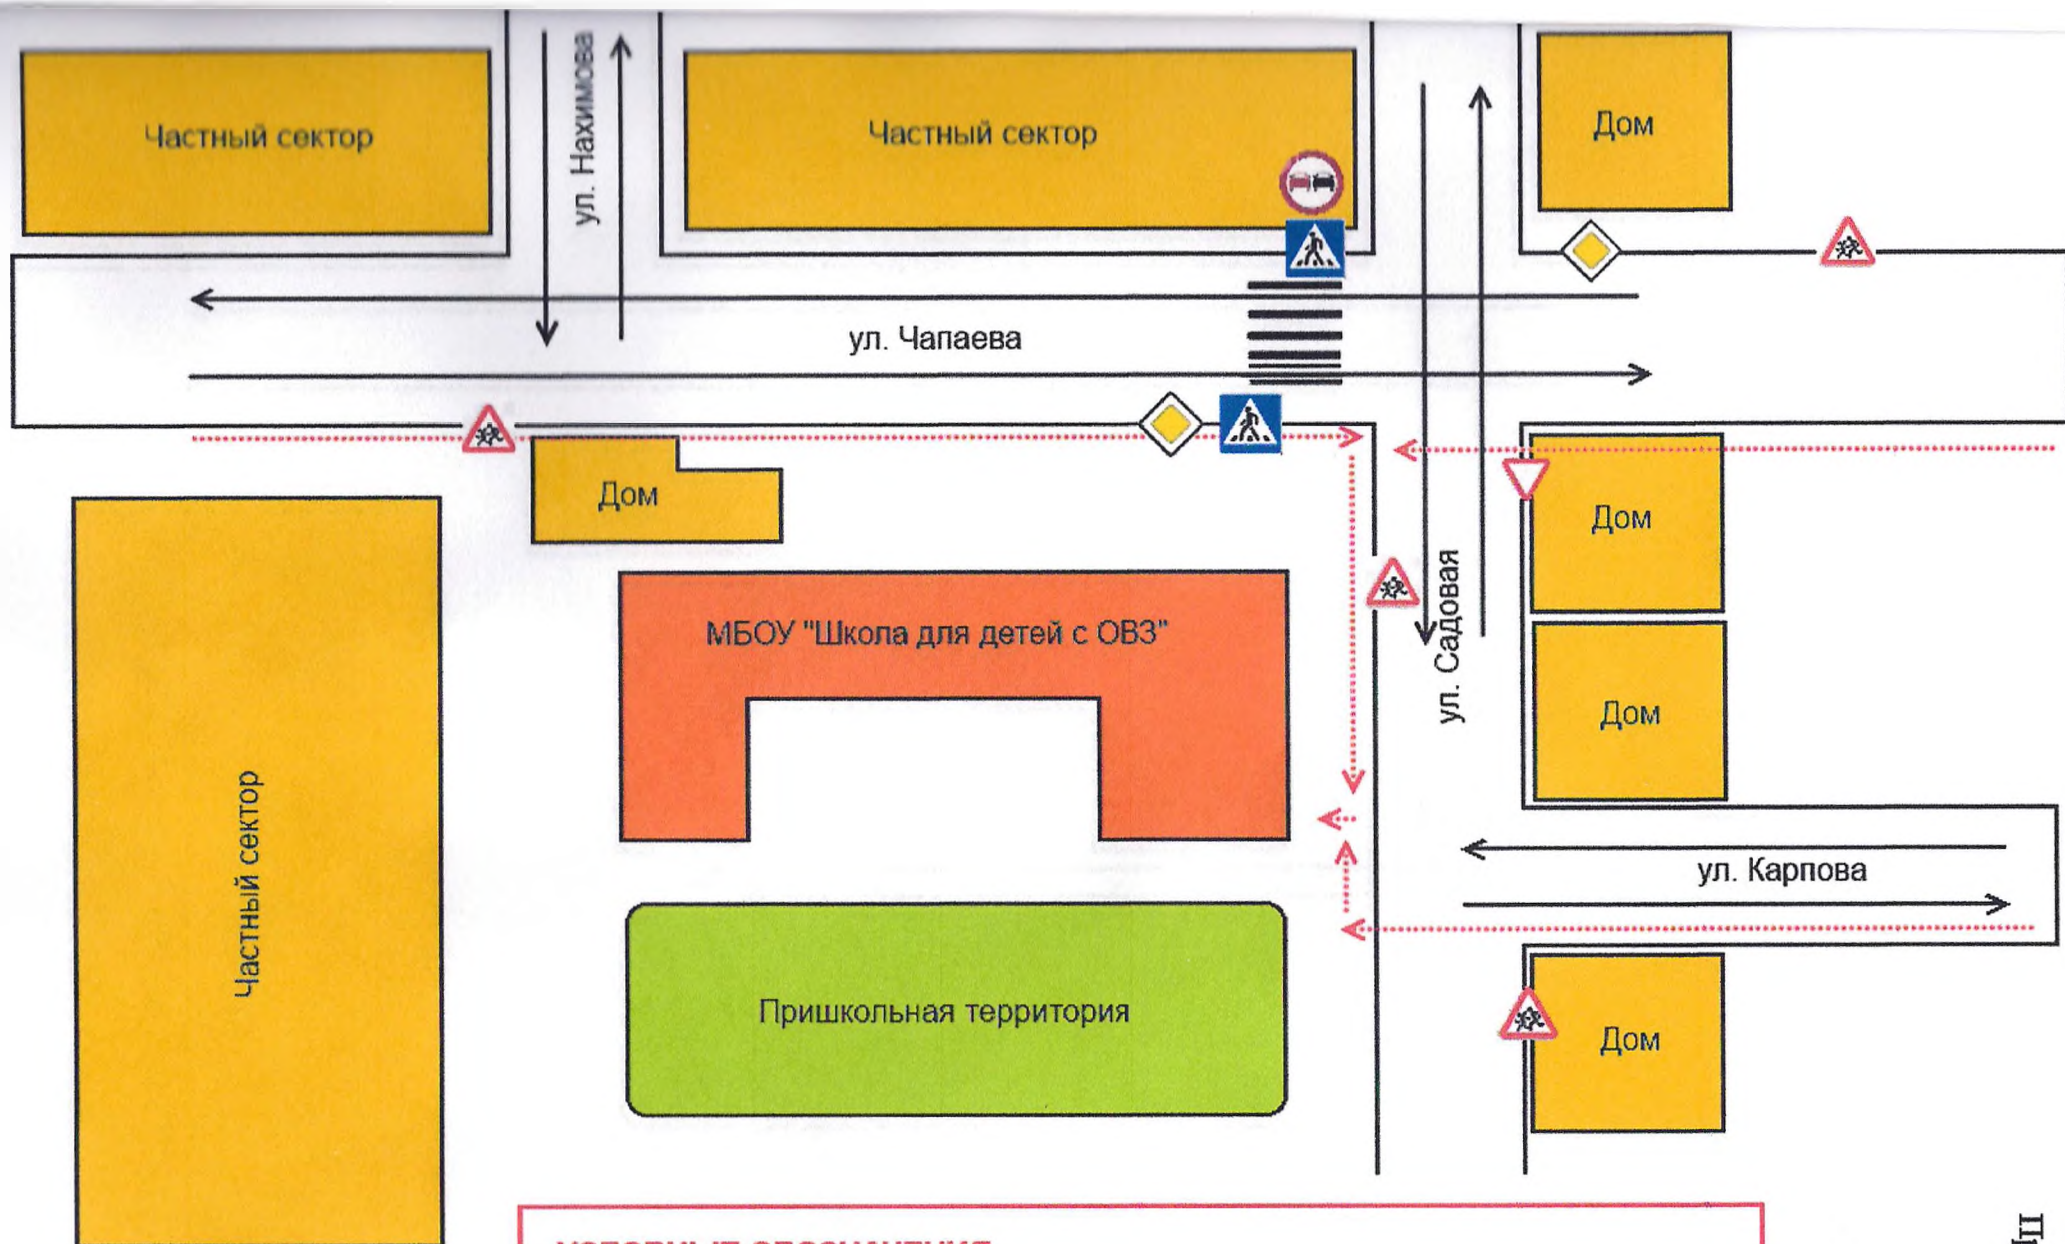 Частный сектор
ул. Нахимова
Частный сектор
Дом
ул. Чапаева
Дом
Дом
МБОУ "Школа для детей с ОВЗ"
ул. Садовая
Дом
Частный сектор
ул. Карпова
Пришкольная территория
Дом